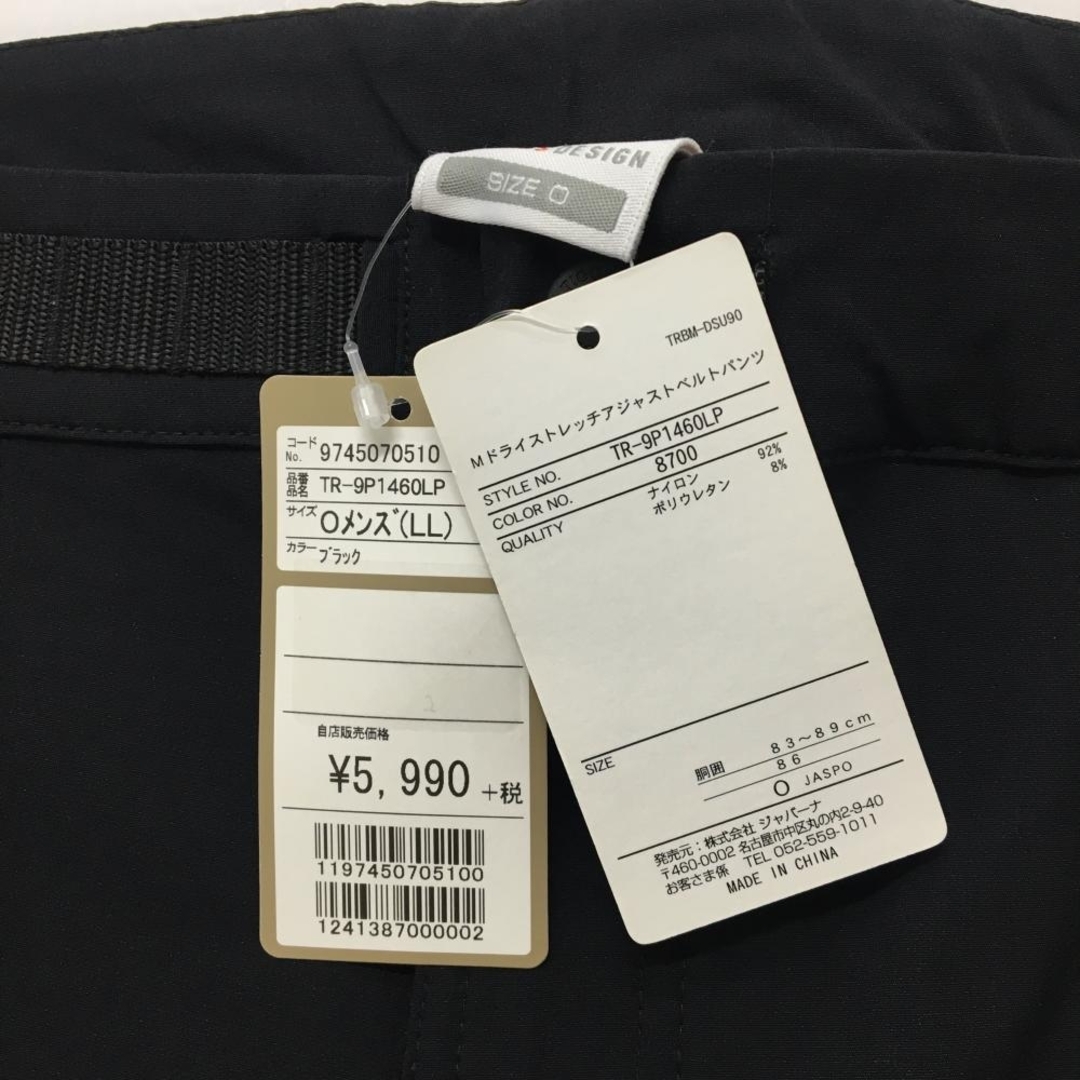 DESIGN
SIZE O
コードNo. 9745070510
品番 品名 TR-9P1460LP
サイズ Oメンズ(LL)
カラー ブラック
自店販売価格
¥5,990 +税
1197450705100
1241387000002
TRBM-DSU90
Mドライストレッチアジャストベルトパンツ
STYLE NO. TR-9P1460LP
COLOR NO. 8700
QUALITY ナイロン 92%
ポリウレタン 8%
SIZE 胴囲 83〜89cm
86
O JASPO
発売元：株式会社 ジャパーナ
〒460-0002 名古屋市中区丸の内2-9-40
お客さま係 TEL 052-559-1011
MADE IN CHINA